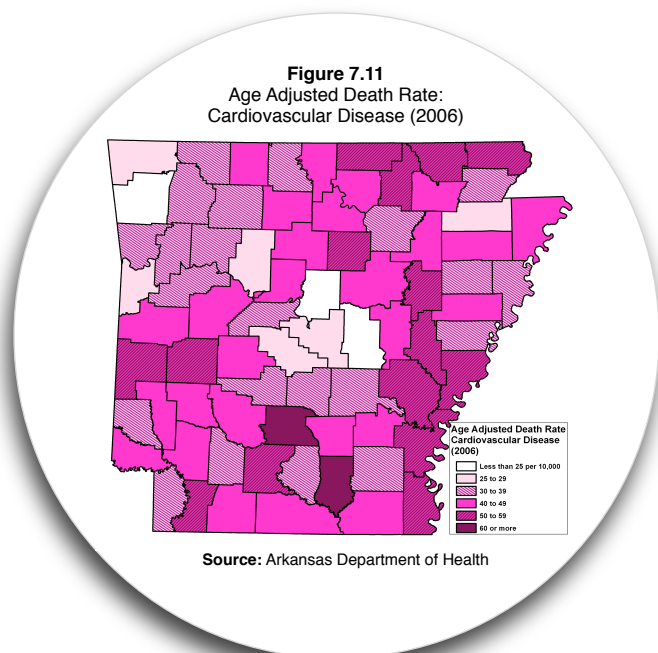 Figure 7.11
Age Adjusted Death Rate:
Cardiovascular Disease (2006)
Age Adjusted Death Rate
Cardiovascular Disease
(2006)
Less than 25 per 10,000
25 to 29
30 to 39
40 to 49
50 to 59
60 or more
Source: Arkansas Department of Health